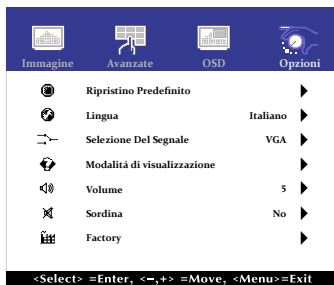 Immagine Avanzate OSD Opzioni
Ripristino Predefinito
Lingua Italiano
Selezione Del Segnale VGA
Modalitá di visualizzazione
Volume 5
Sordina No
Factory
<Select> =Enter, <−,+> =Move, <Menu>=Exit